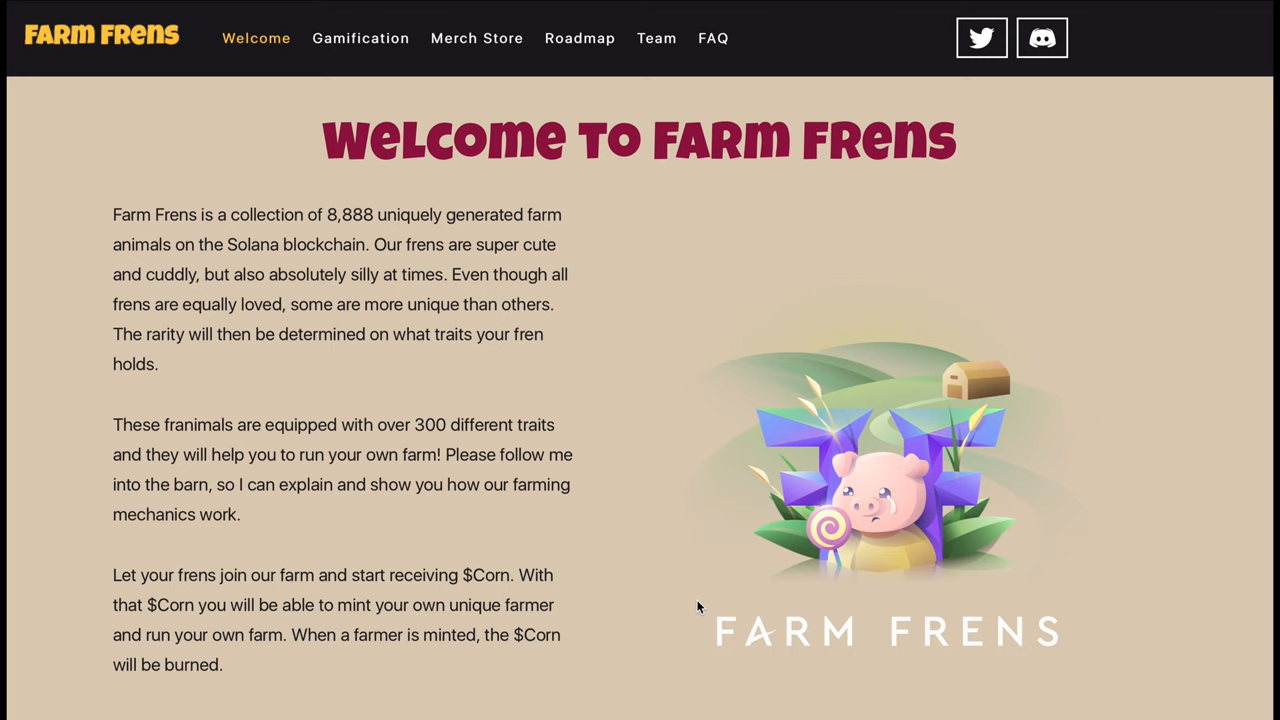 FARM FRENS
Welcome Gamification Merch Store Roadmap Team FAQ
WELCOME TO FARM FRENS
Farm Frens is a collection of 8,888 uniquely generated farm
animals on the Solana blockchain. Our frens are super cute
and cuddly, but also absolutely silly at times. Even though all
frens are equally loved, some are more unique than others.
The rarity will then be determined on what traits your fren
holds.
These franimals are equipped with over 300 different traits
and they will help you to run your own farm! Please follow me
into the barn, so I can explain and show you how our farming
mechanics work.
Let your frens join our farm and start receiving $Corn. With
that $Corn you will be able to mint your own unique farmer
and run your own farm. When a farmer is minted, the $Corn
will be burned.
FF
FARM FRENS